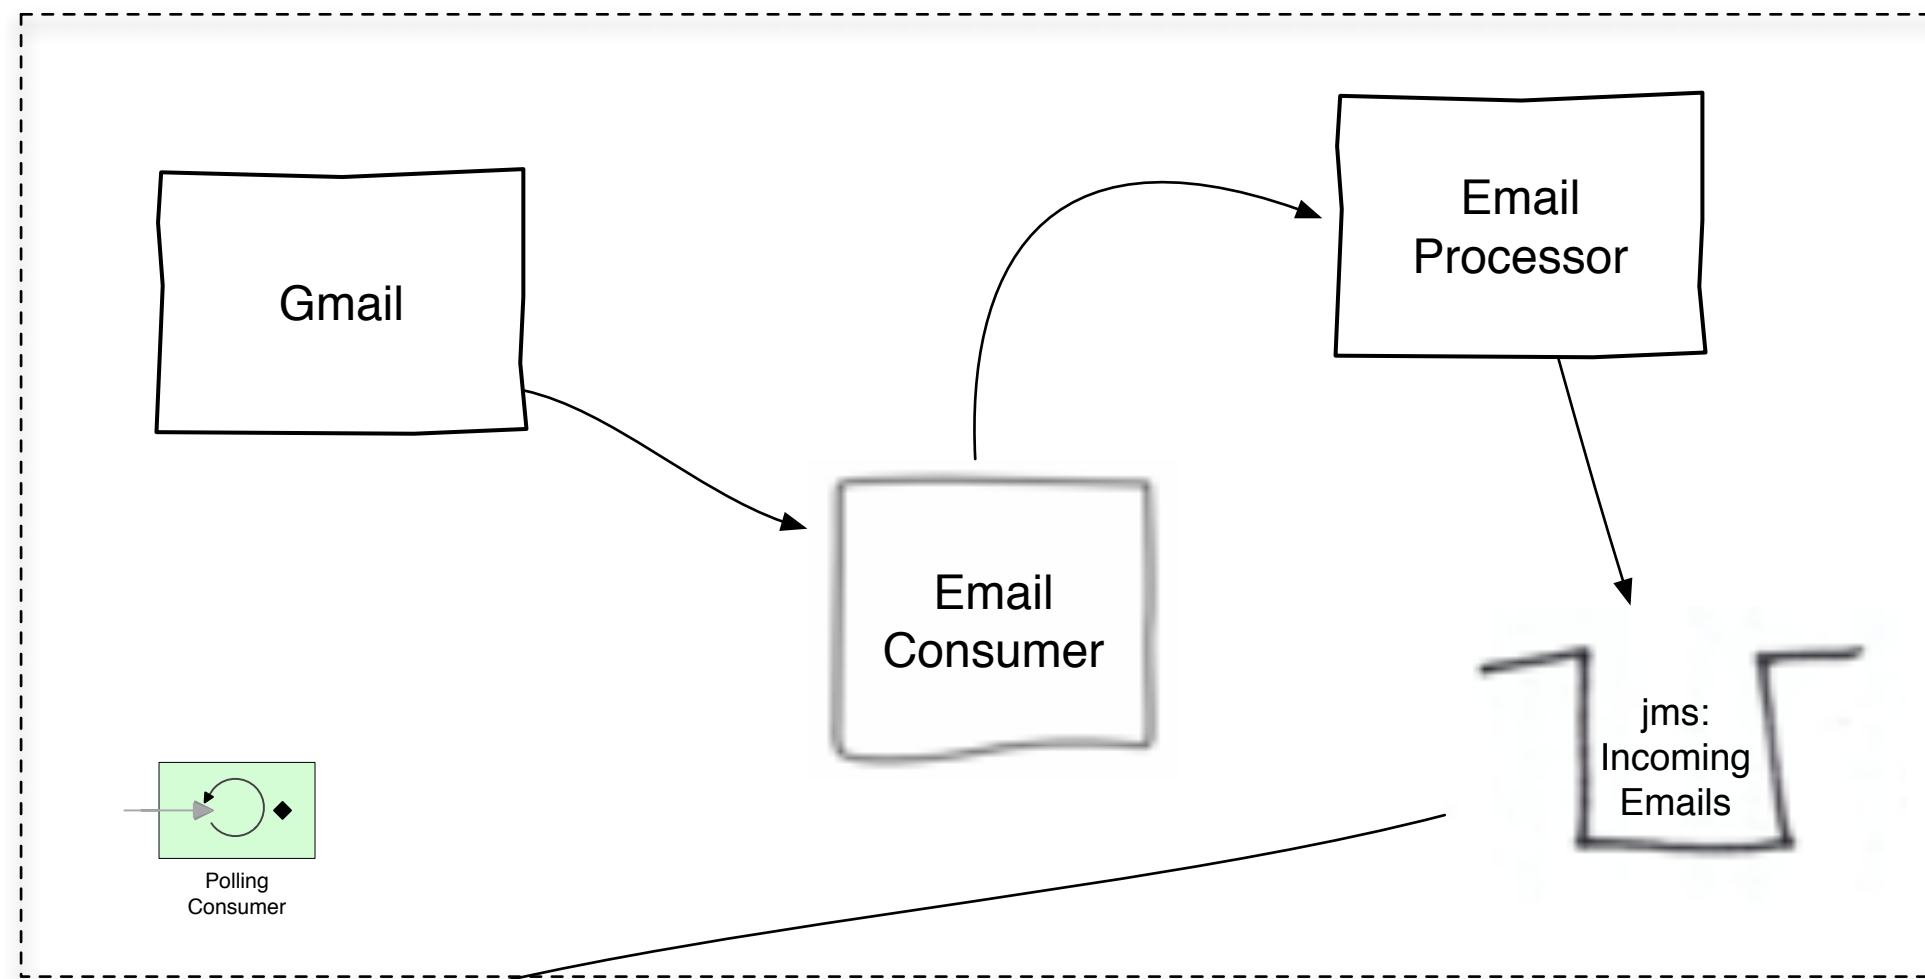 Gmail
Email
Processor
Email
Consumer
jms:
Incoming
Emails
Polling
Consumer